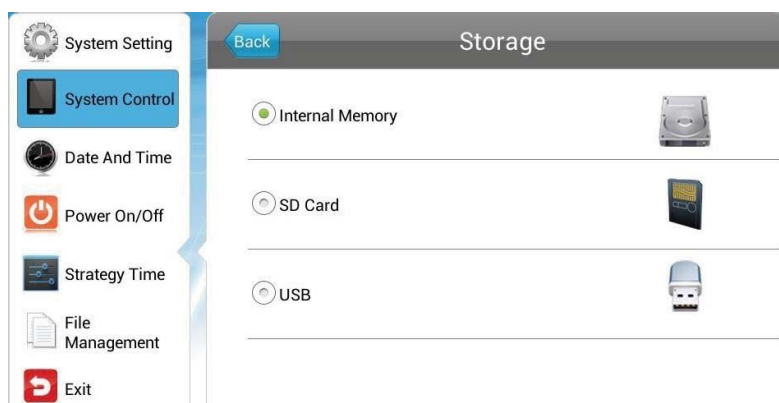 System Setting
System Control
Date And Time
Power On/Off
Strategy Time
File
Management
Exit
Back
Storage
Internal Memory
SD Card
USB